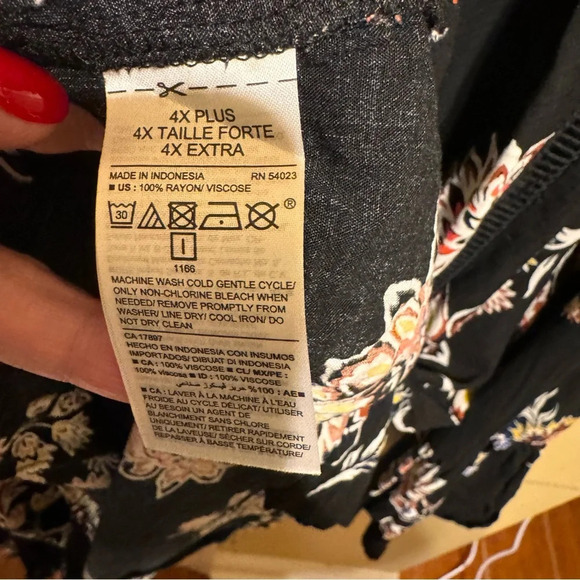 4X PLUS
4X TAILLE FORTE
4X EXTRA
MADE IN INDONESIA RN 54023
■ US : 100% RAYON/ VISCOSE
30
®
I
1166
MACHINE WASH COLD GENTLE CYCLE/
ONLY NON-CHLORINE BLEACH WHEN
NEEDED/ REMOVE PROMPTLY FROM
WASHER/ LINE DRY/ COOL IRON/ DO
NOT DRY CLEAN
CA 17897
HECHO EN INDONESIA CON INSUMOS
IMPORTADOS/ DIBUAT DI INDONESIA
■ CA : 100% VISCOSE ■ CL/ MX/PE :
100% VISCOSE ■ ID : 100% VISCOSE
■ AE : 100%
■ CA : LAVER À LA MACHINE À L'EAU
FROIDE AU CYCLE DÉLICAT/ UTILISER
AU BESOIN UN AGENT DE
BLANCHIMENT SANS CHLORE
UNIQUEMENT/ RETIRER RAPIDEMENT
DE LA LAVEUSE/ SÉCHER SUR CORDE/
REPASSER À BASSE TEMPÉRATURE/